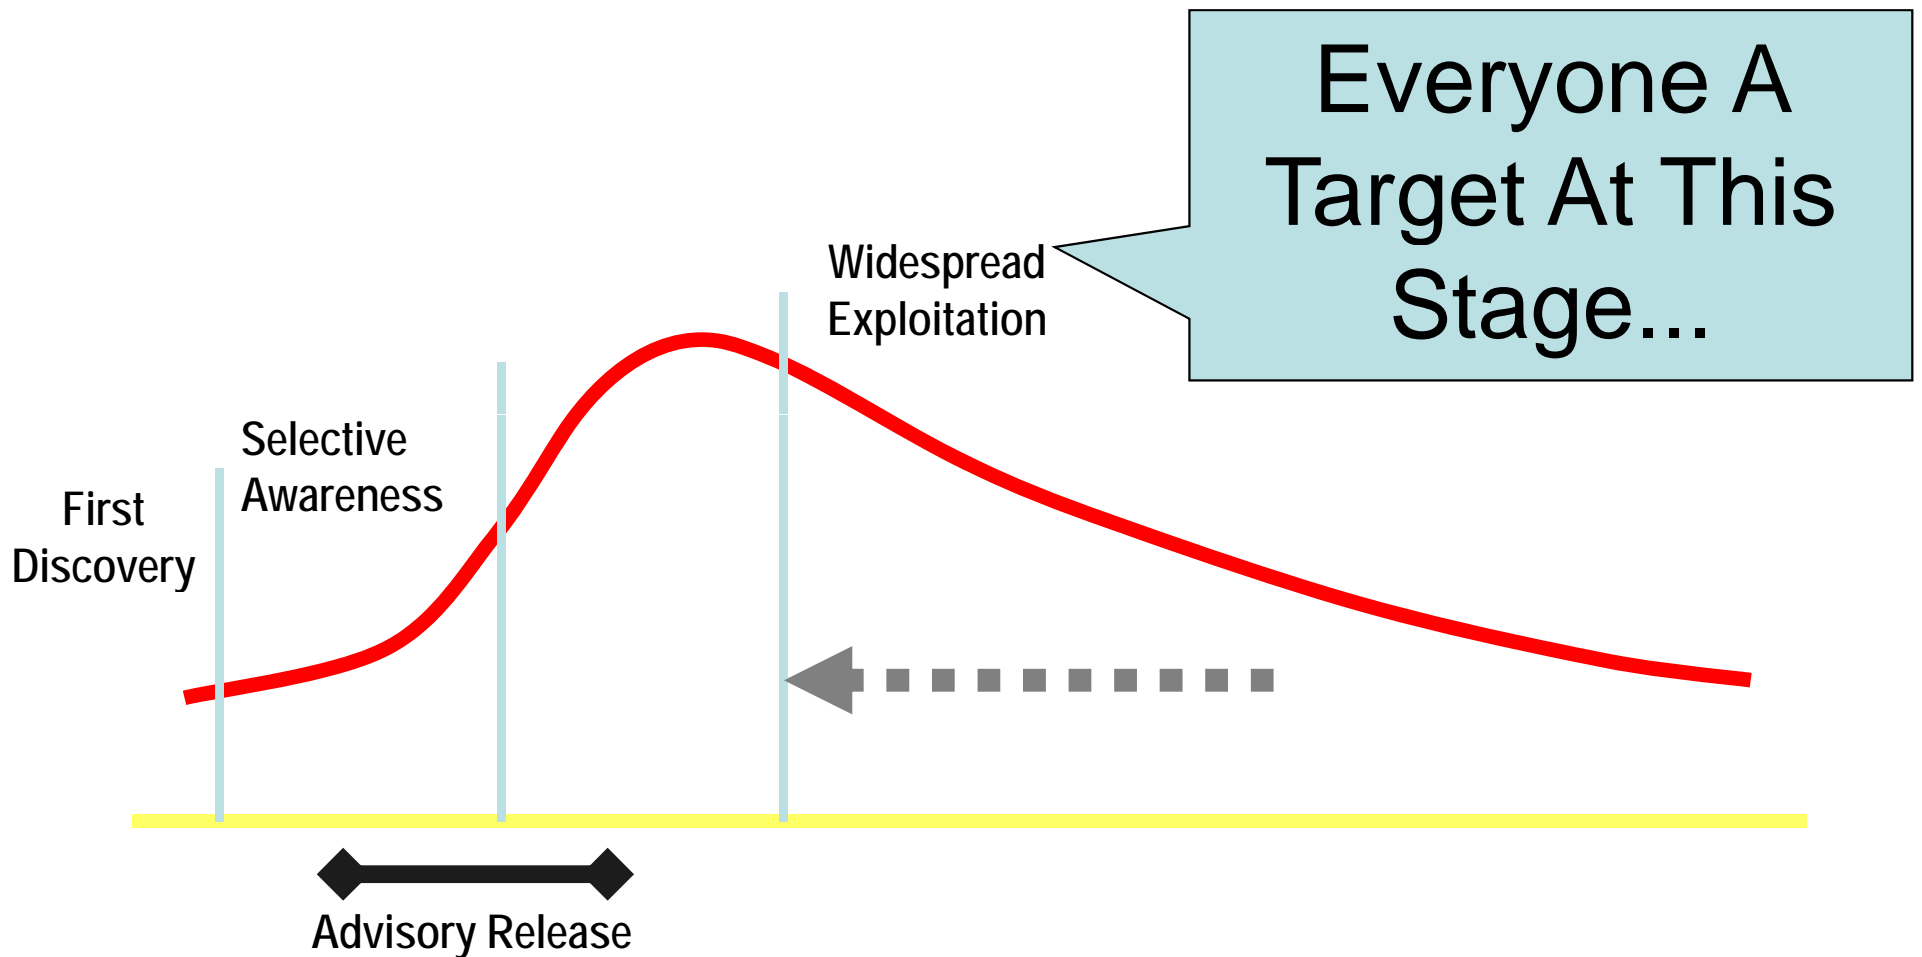 Everyone A
Target At This
Stage...
Widespread
Exploitation
Selective
Awareness
First
Discovery
Advisory Release